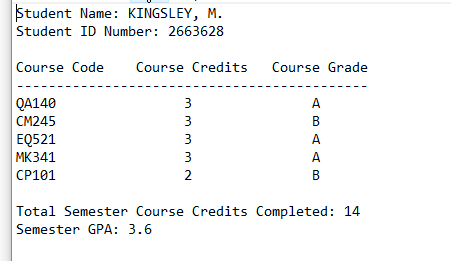 Student Name: KINGSLEY, M.
Student ID Number: 2663628
Course Code    Course Credits   Course Grade
--------------------------------------------
QA140                3               A
CM245                3               B
EQ521                3               A
MK341                3               A
CP101                2               B
Total Semester Course Credits Completed: 14
Semester GPA: 3.6